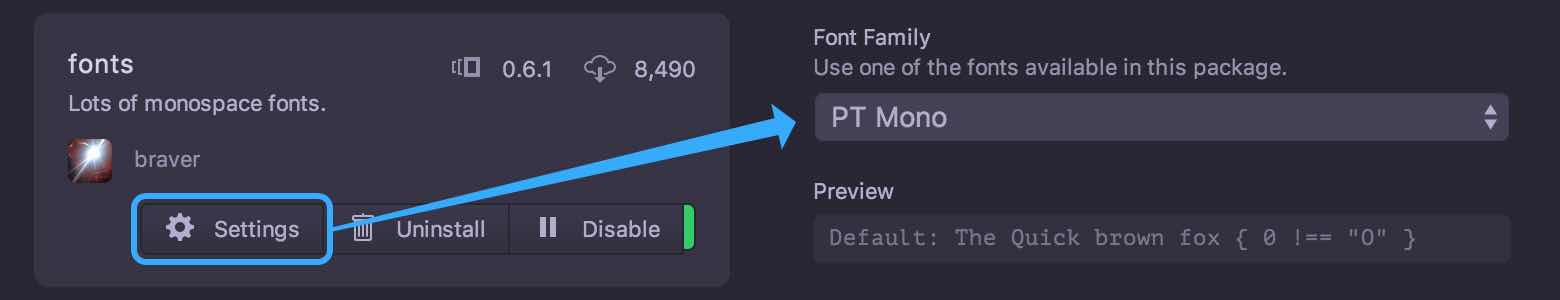 fonts
0.6.1
8,490
Lots of monospace fonts.
braver
Settings
Uninstall
Disable
Font Family
Use one of the fonts available in this package.
PT Mono
Preview
Default: The Quick brown fox { 0 !== "O" }